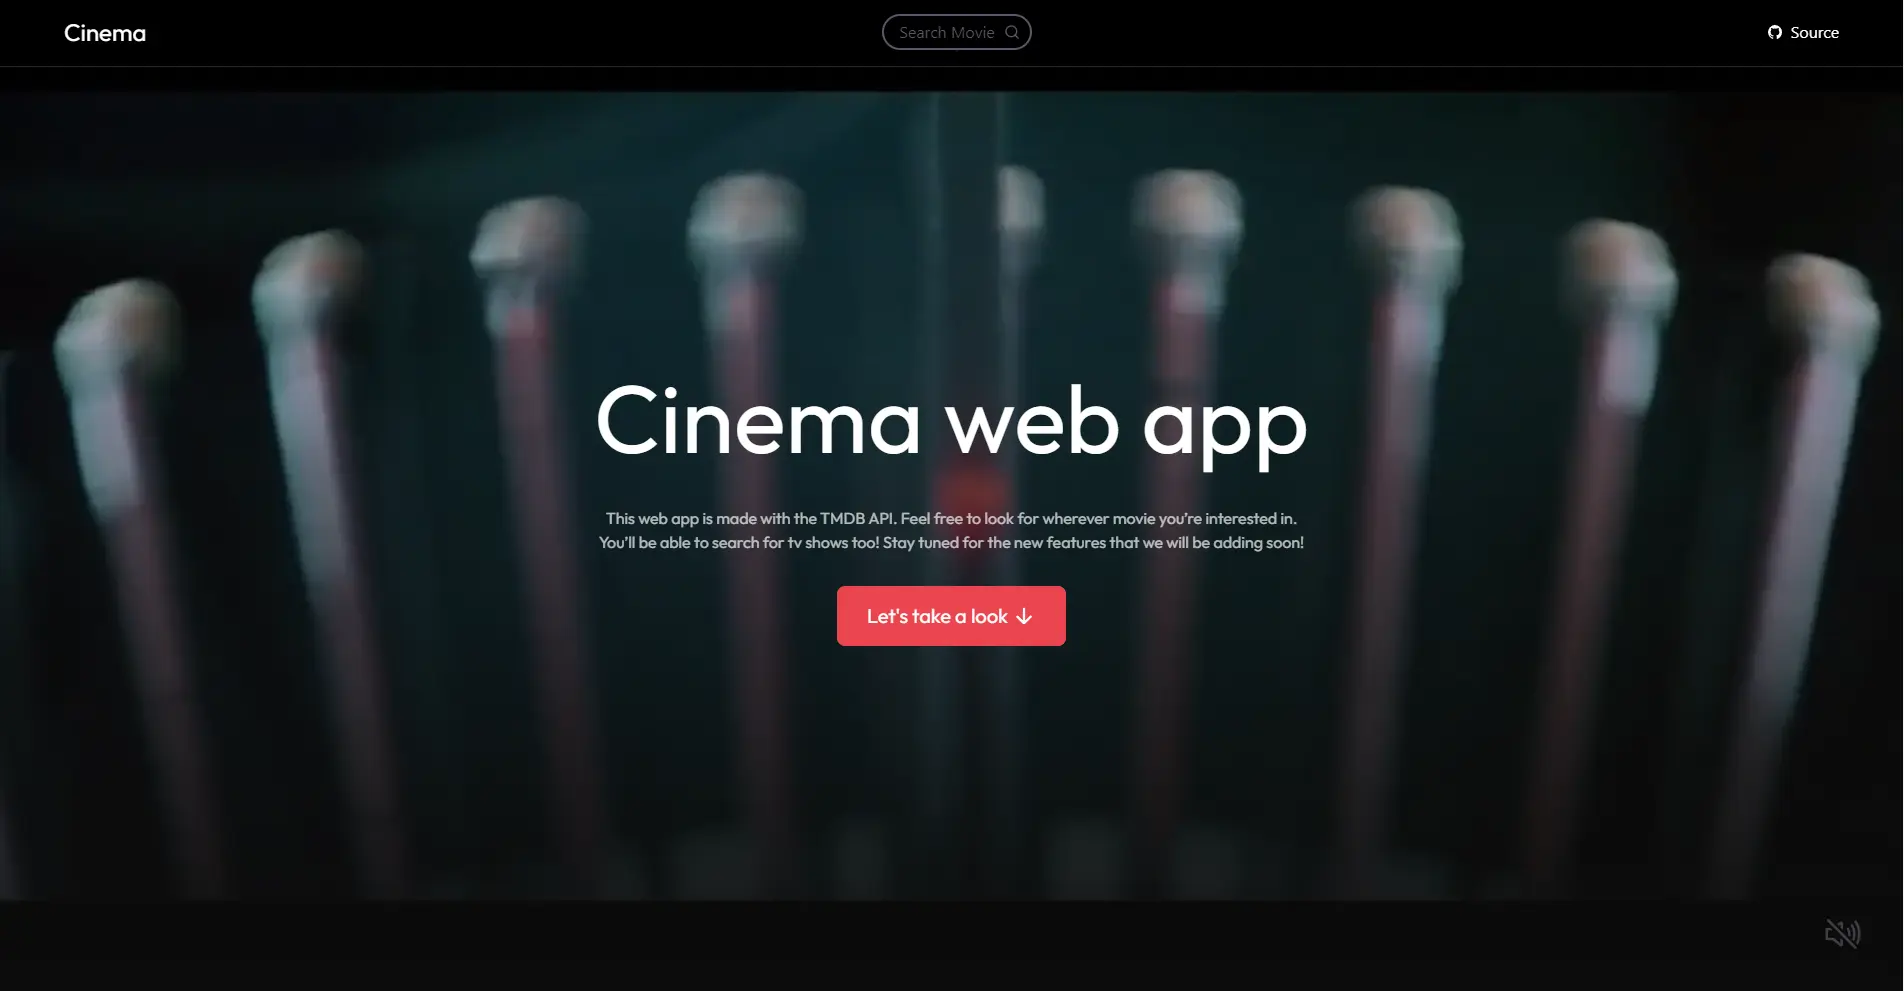 Cinema
Search Movie
Source
Cinema web app
This web app is made with the TMDB API. Feel free to look for wherever movie you’re interested in.
You’ll be able to search for tv shows too! Stay tuned for the new features that we will be adding soon!
Let's take a look ↓